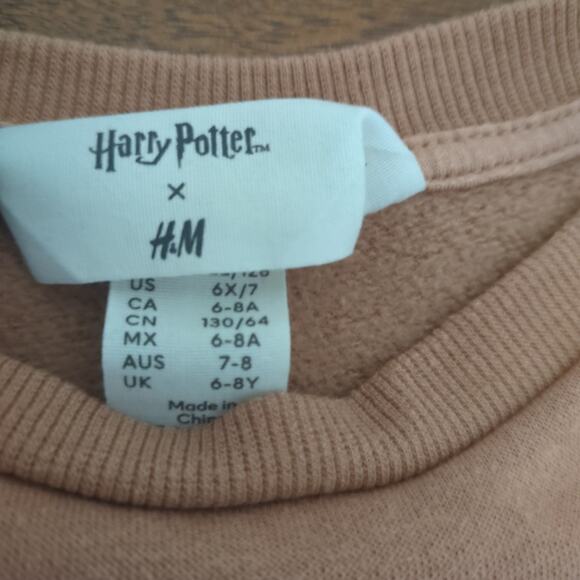 Harry Potter™
×
H&M
US 6X/7
CA 6-8A
CN 130/64
MX 6-8A
AUS 7-8
UK 6-8Y
Made in